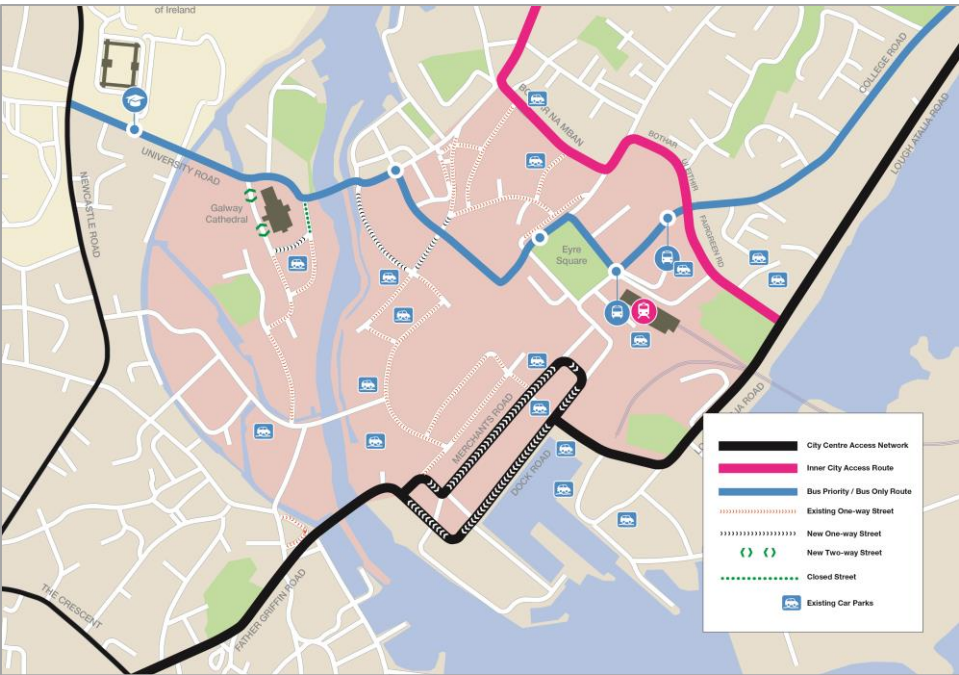 of Ireland
UNIVERSITY ROAD
NEWCASTLE ROAD
Galway
Cathedral
BOTHAR NA MBAN
BOTHAR
UI EITHIR
FAIRGREEN RD
COLLEGE ROAD
LOUGH ATALIA ROAD
Eyre
Square
MERCHANTS ROAD
DOCK ROAD
FATHER GRIFFIN ROAD
THE CRESCENT
City Centre Access Network
Inner City Access Route
Bus Priority / Bus Only Route
Existing One-way Street
New One-way Street
New Two-way Street
Closed Street
Existing Car Parks